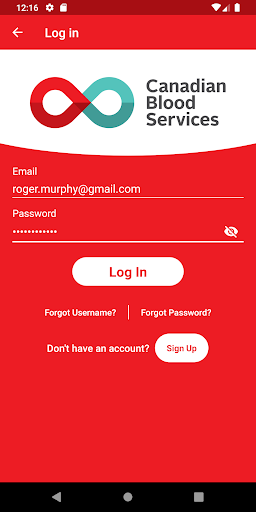 12:16
Log in
Canadian
Blood
Services
Email
roger.murphy@gmail.com
Password
••••••••••••
Log In
Forgot Username? Forgot Password?
Don't have an account? Sign Up